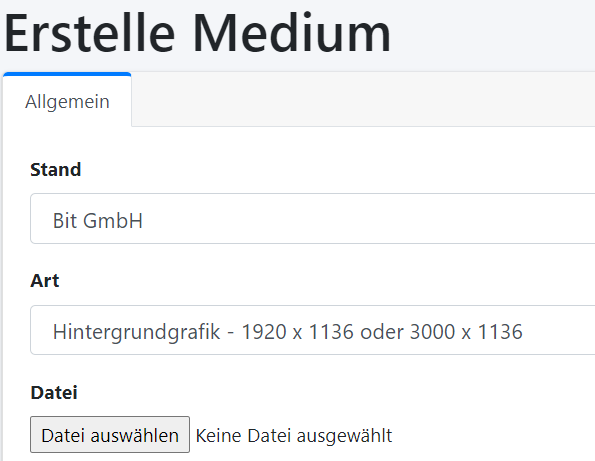 Erstelle Medium
Allgemein
Stand
Bit GmbH
Art
Hintergrundgrafik - 1920 x 1136 oder 3000 x 1136
Datei
Datei auswählen Keine Datei ausgewählt